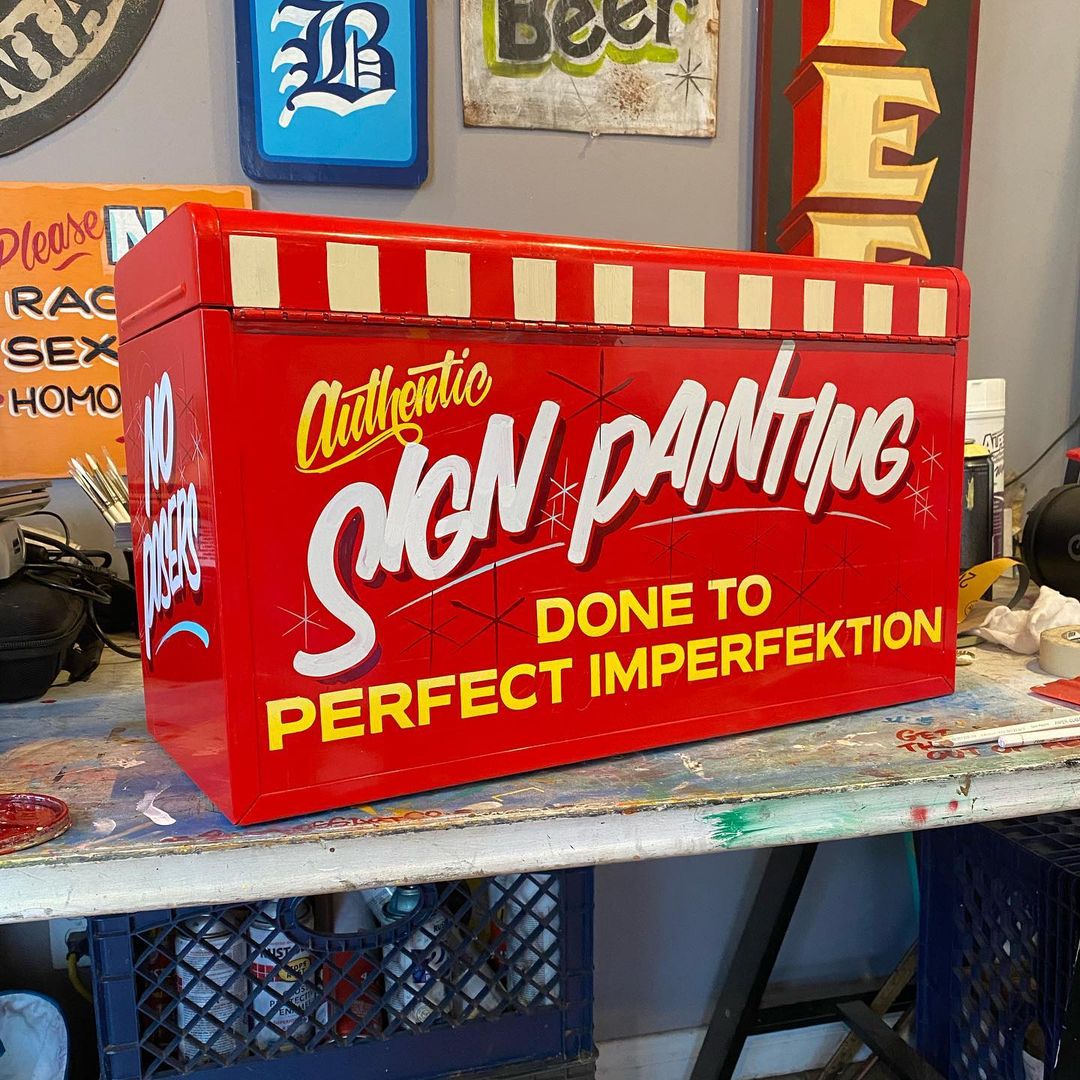 B
Beer
E
Please N
RAC
SEX
HOMO
NO
POSERS
authentic
SIGN PAINTING
DONE TO
PERFECT IMPERFEKTION